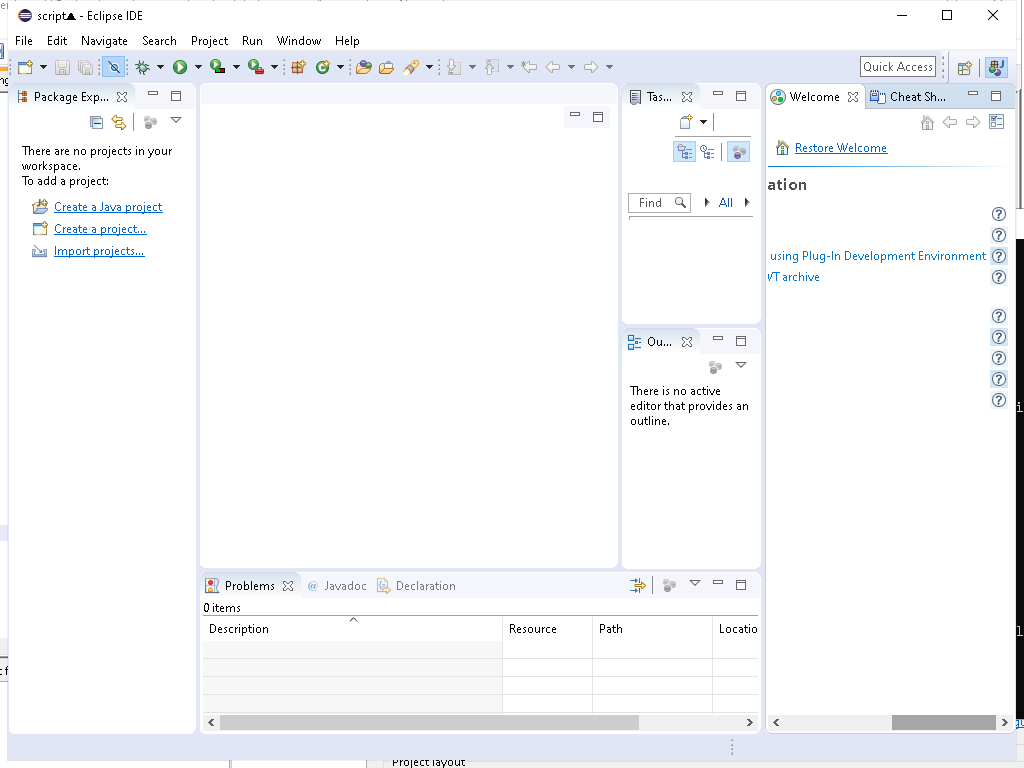 script▲ - Eclipse IDE
File Edit Navigate Search Project Run Window Help
Quick Access
Package Exp...
Tas...
Welcome
Cheat Sh...
There are no projects in your
workspace.
To add a project:
Create a Java project
Create a project...
Import projects...
Find
All
Restore Welcome
ation
using Plug-In Development Environment
archive
Ou...
There is no active
editor that provides an
outline.
Problems
@ Javadoc
Declaration
0 items
Description Resource Path Locatio
Project layout